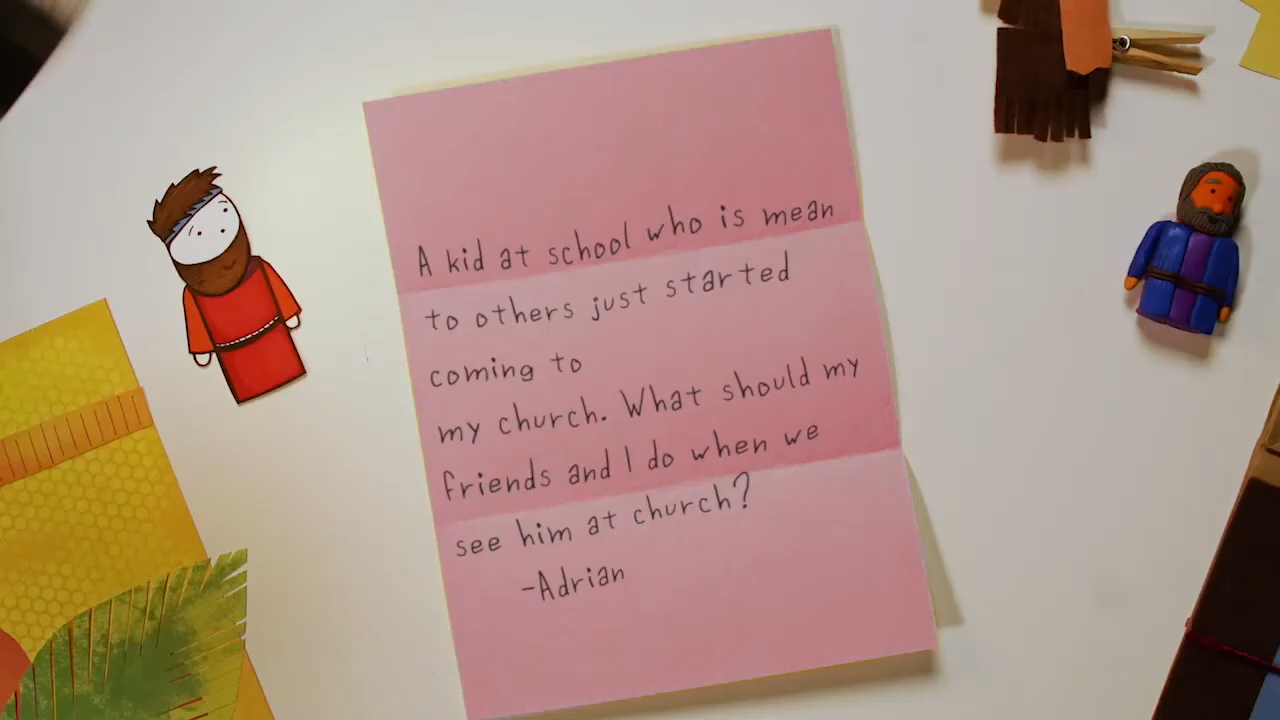 A kid at school who is mean
to others just started
coming to
my church. What should my
friends and I do when we
see him at church?
-Adrian